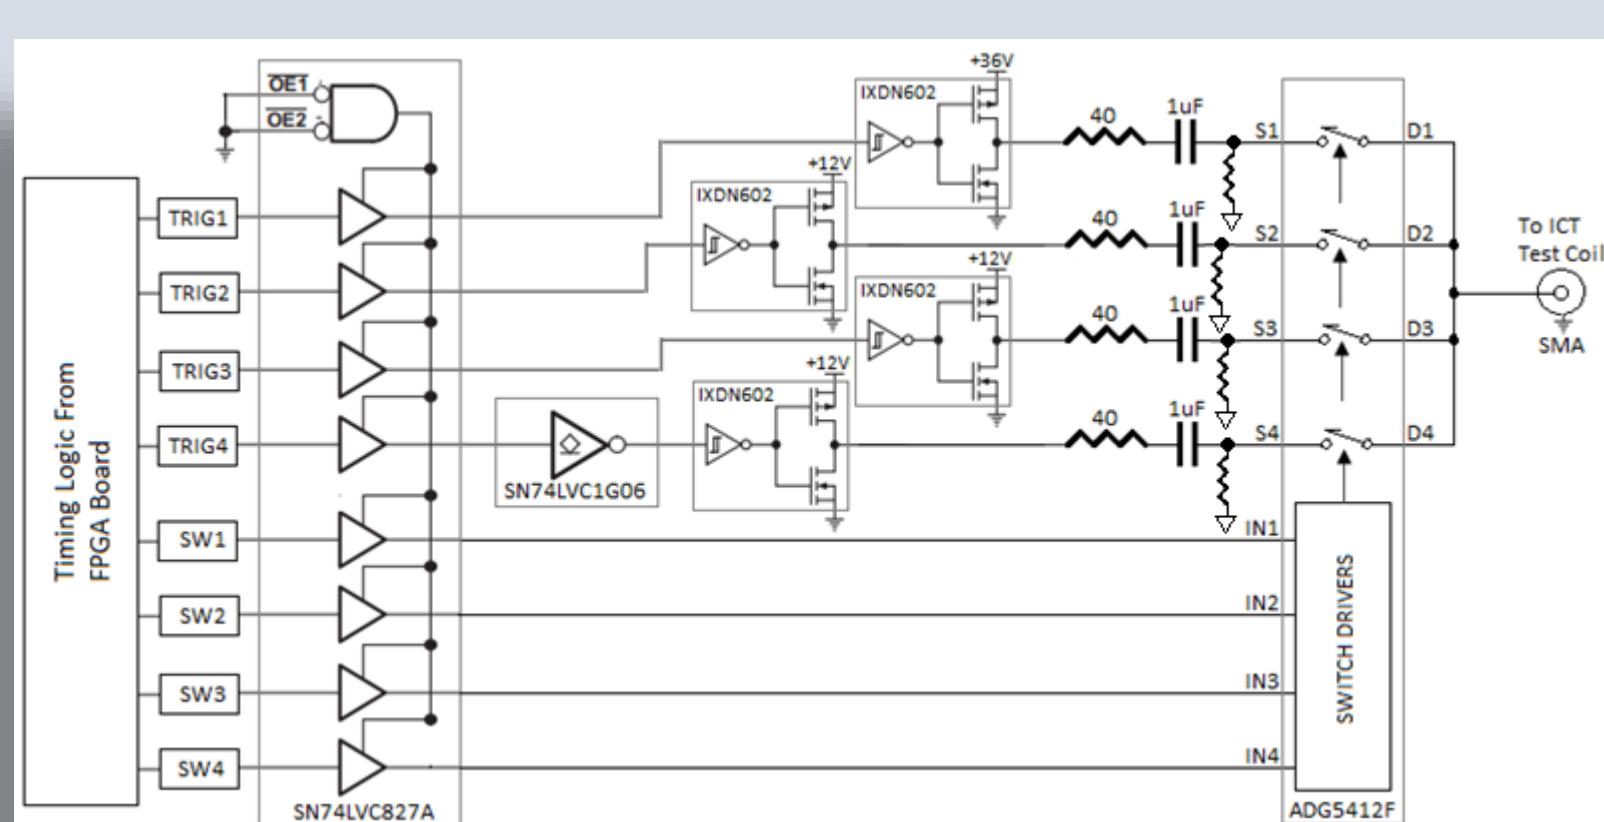 +36V
OE1
OE2
IXDN602
40
1uF
S1
D1
+12V
IXDN602
TRIG1
40
1uF
S2
D2
To ICT
Test Coil
SMA
+12V
IXDN602
TRIG2
40
1uF
S3
D3
TRIG3
+12V
IXDN602
40
1uF
S4
D4
TRIG4
SN74LVC1G06
Timing Logic From
FPGA Board
SW1
IN1
SW2
IN2
SW3
IN3
SW4
IN4
SWITCH DRIVERS
SN74LVC827A
ADG5412F